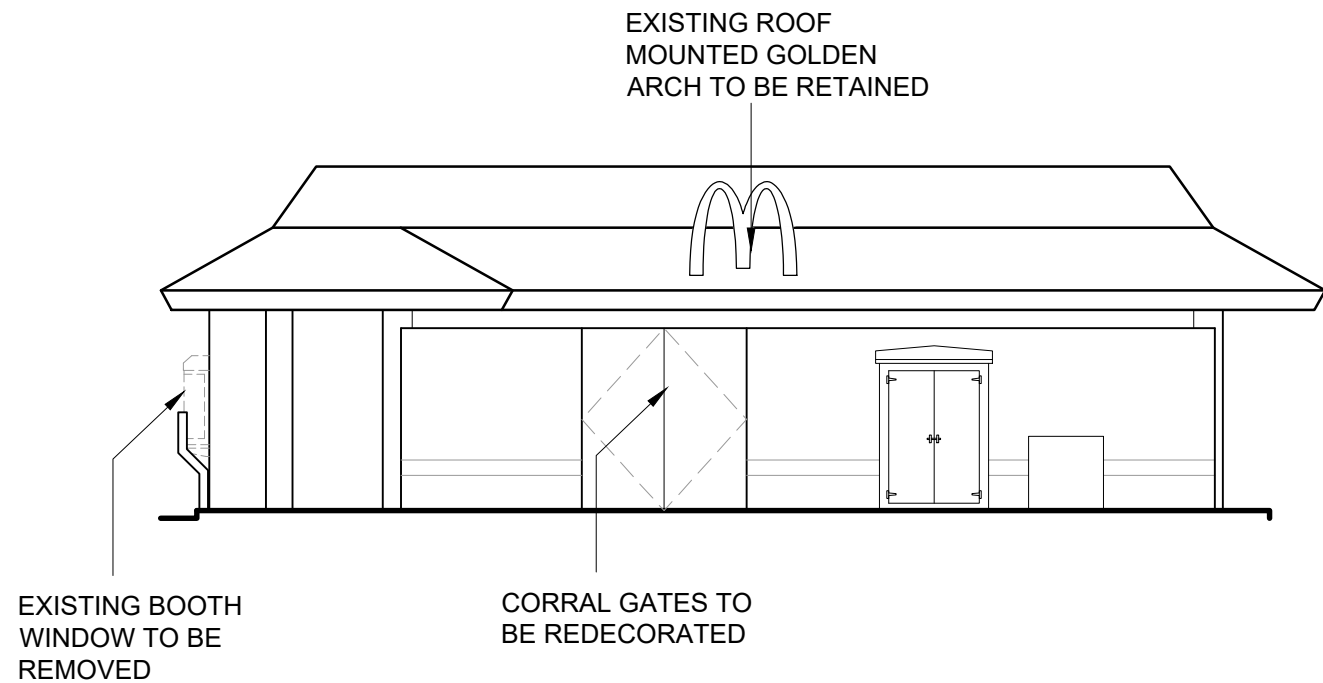 EXISTING ROOF
MOUNTED GOLDEN
ARCH TO BE RETAINED
EXISTING BOOTH
WINDOW TO BE
REMOVED
CORRAL GATES TO
BE REDECORATED